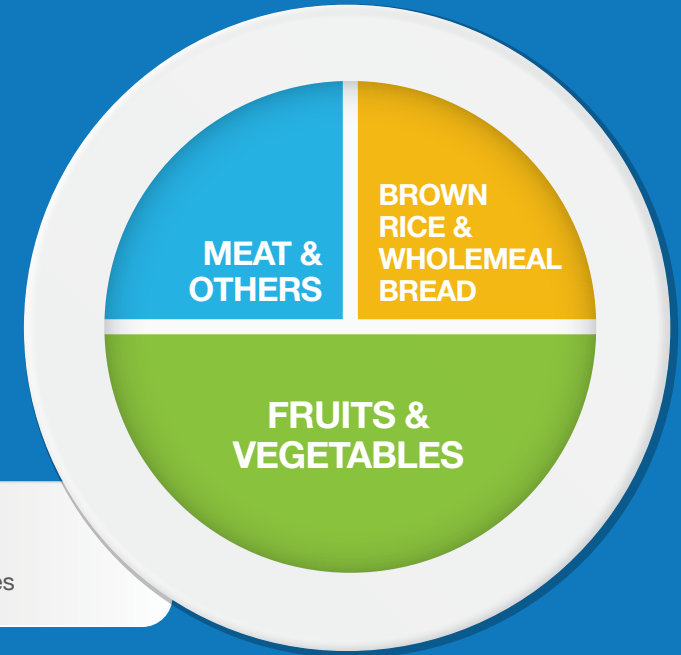 MEAT &
OTHERS
BROWN
RICE &
WHOLEMEAL
BREAD
FRUITS &
VEGETABLES